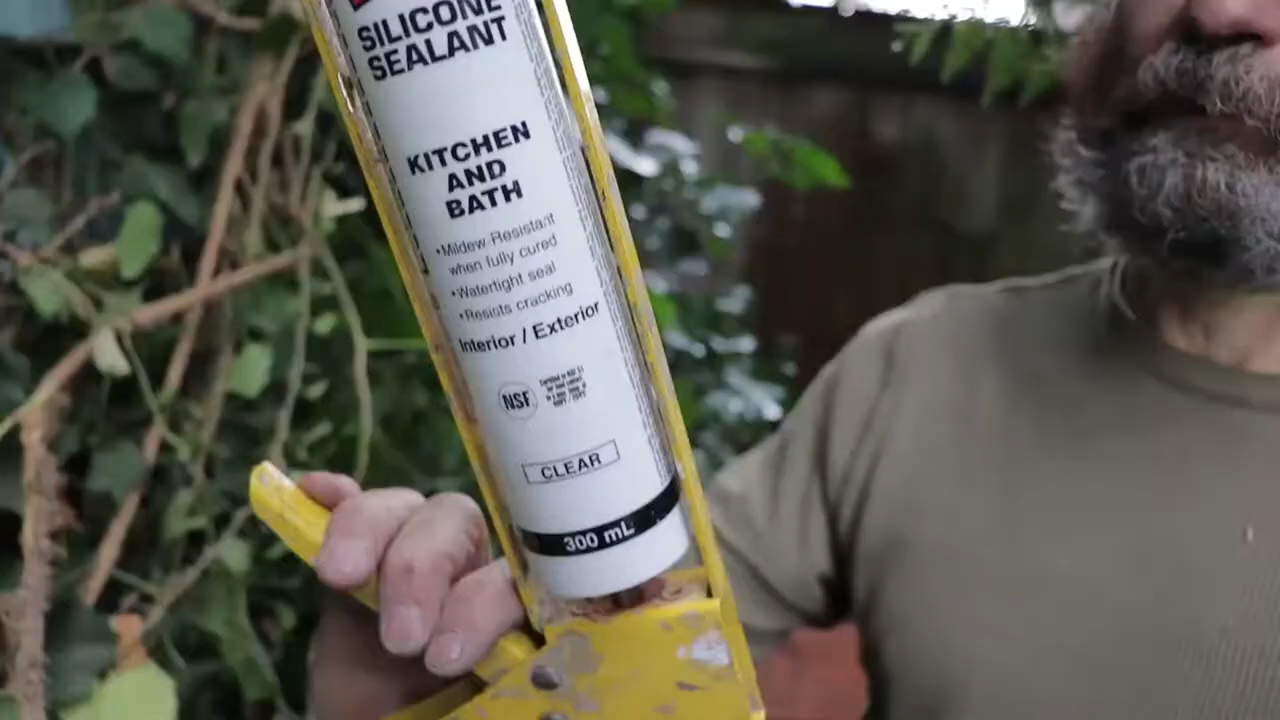 SILICONE
SEALANT
KITCHEN
AND
BATH
•Mildew Resistant
when fully cured
•Watertight seal
•Resists cracking
Interior / Exterior
NSF
CLEAR
300 mL